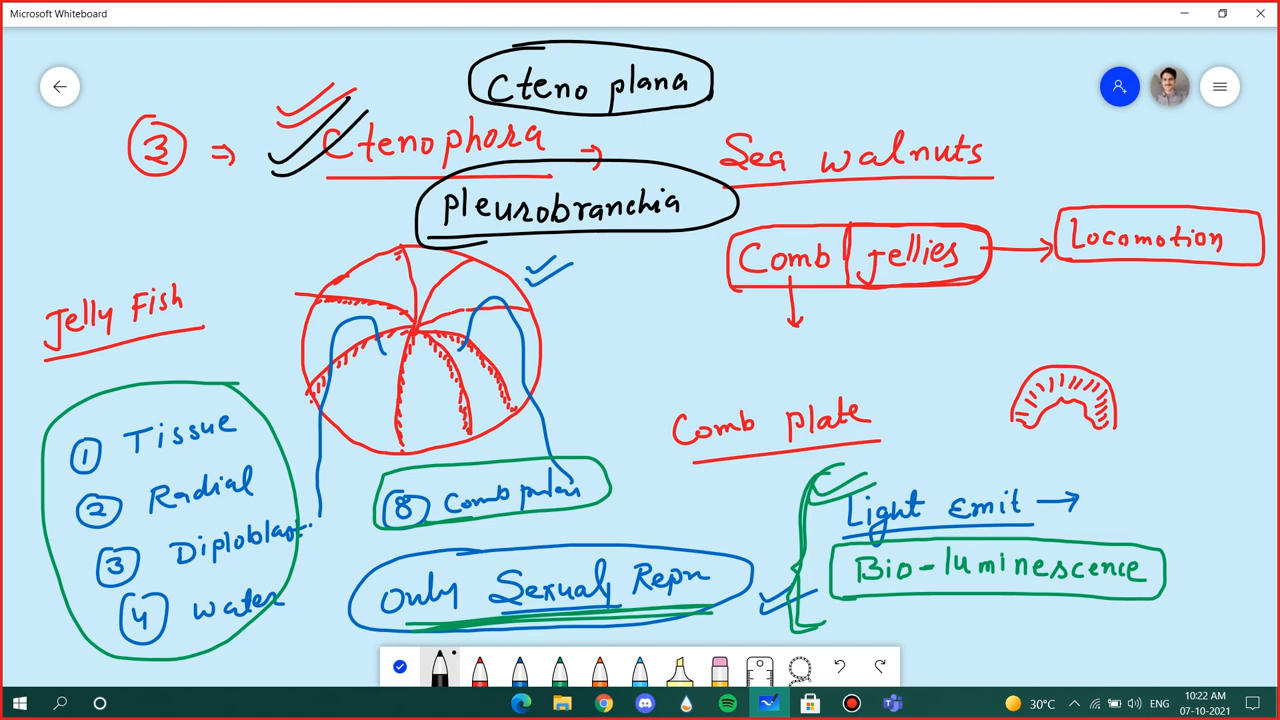 Microsoft Whiteboard
Cteno plana
3 ⇒ Ctenophora → Sea walnuts
Pleurobranchia
Comb Jellies → Locomotion
Jelly Fish
Comb plate
1 Tissue
2 Radial
3 Diploblast
4 Water
8 Comb
Only Sexualy Repn
Light emit →
Bio-luminescence
30°C
ENG
10:22 AM
07-10-2021